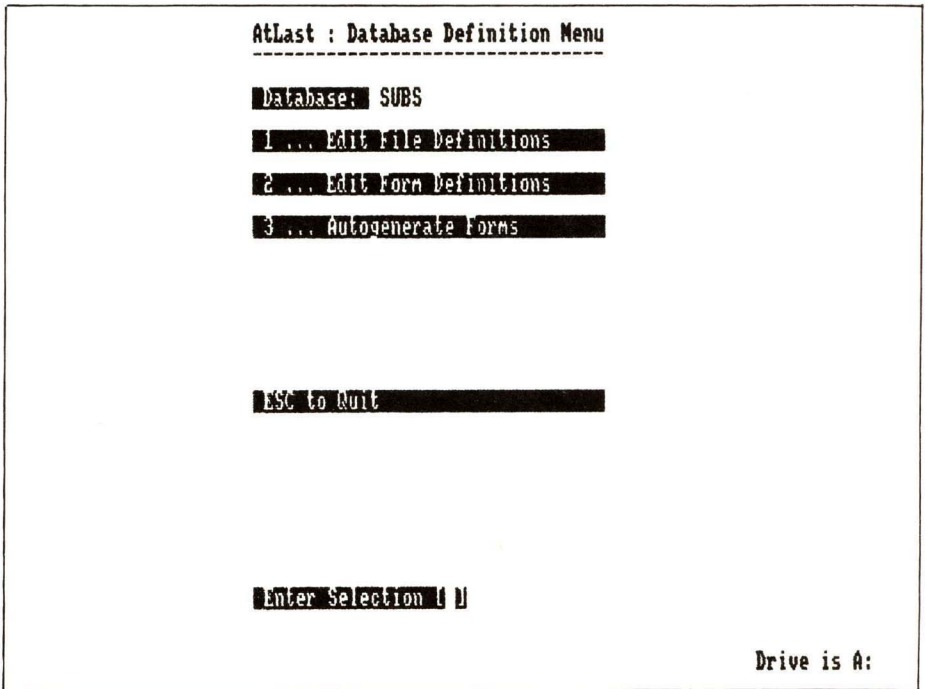 AtLast : Database Definition Menu
Database: SUBS
1 ... Edit File Definitions
2 ... Edit Form Definitions
3 ... Autogenerate Forms
ESC to Quit
Enter Selection [ ]
Drive is A: